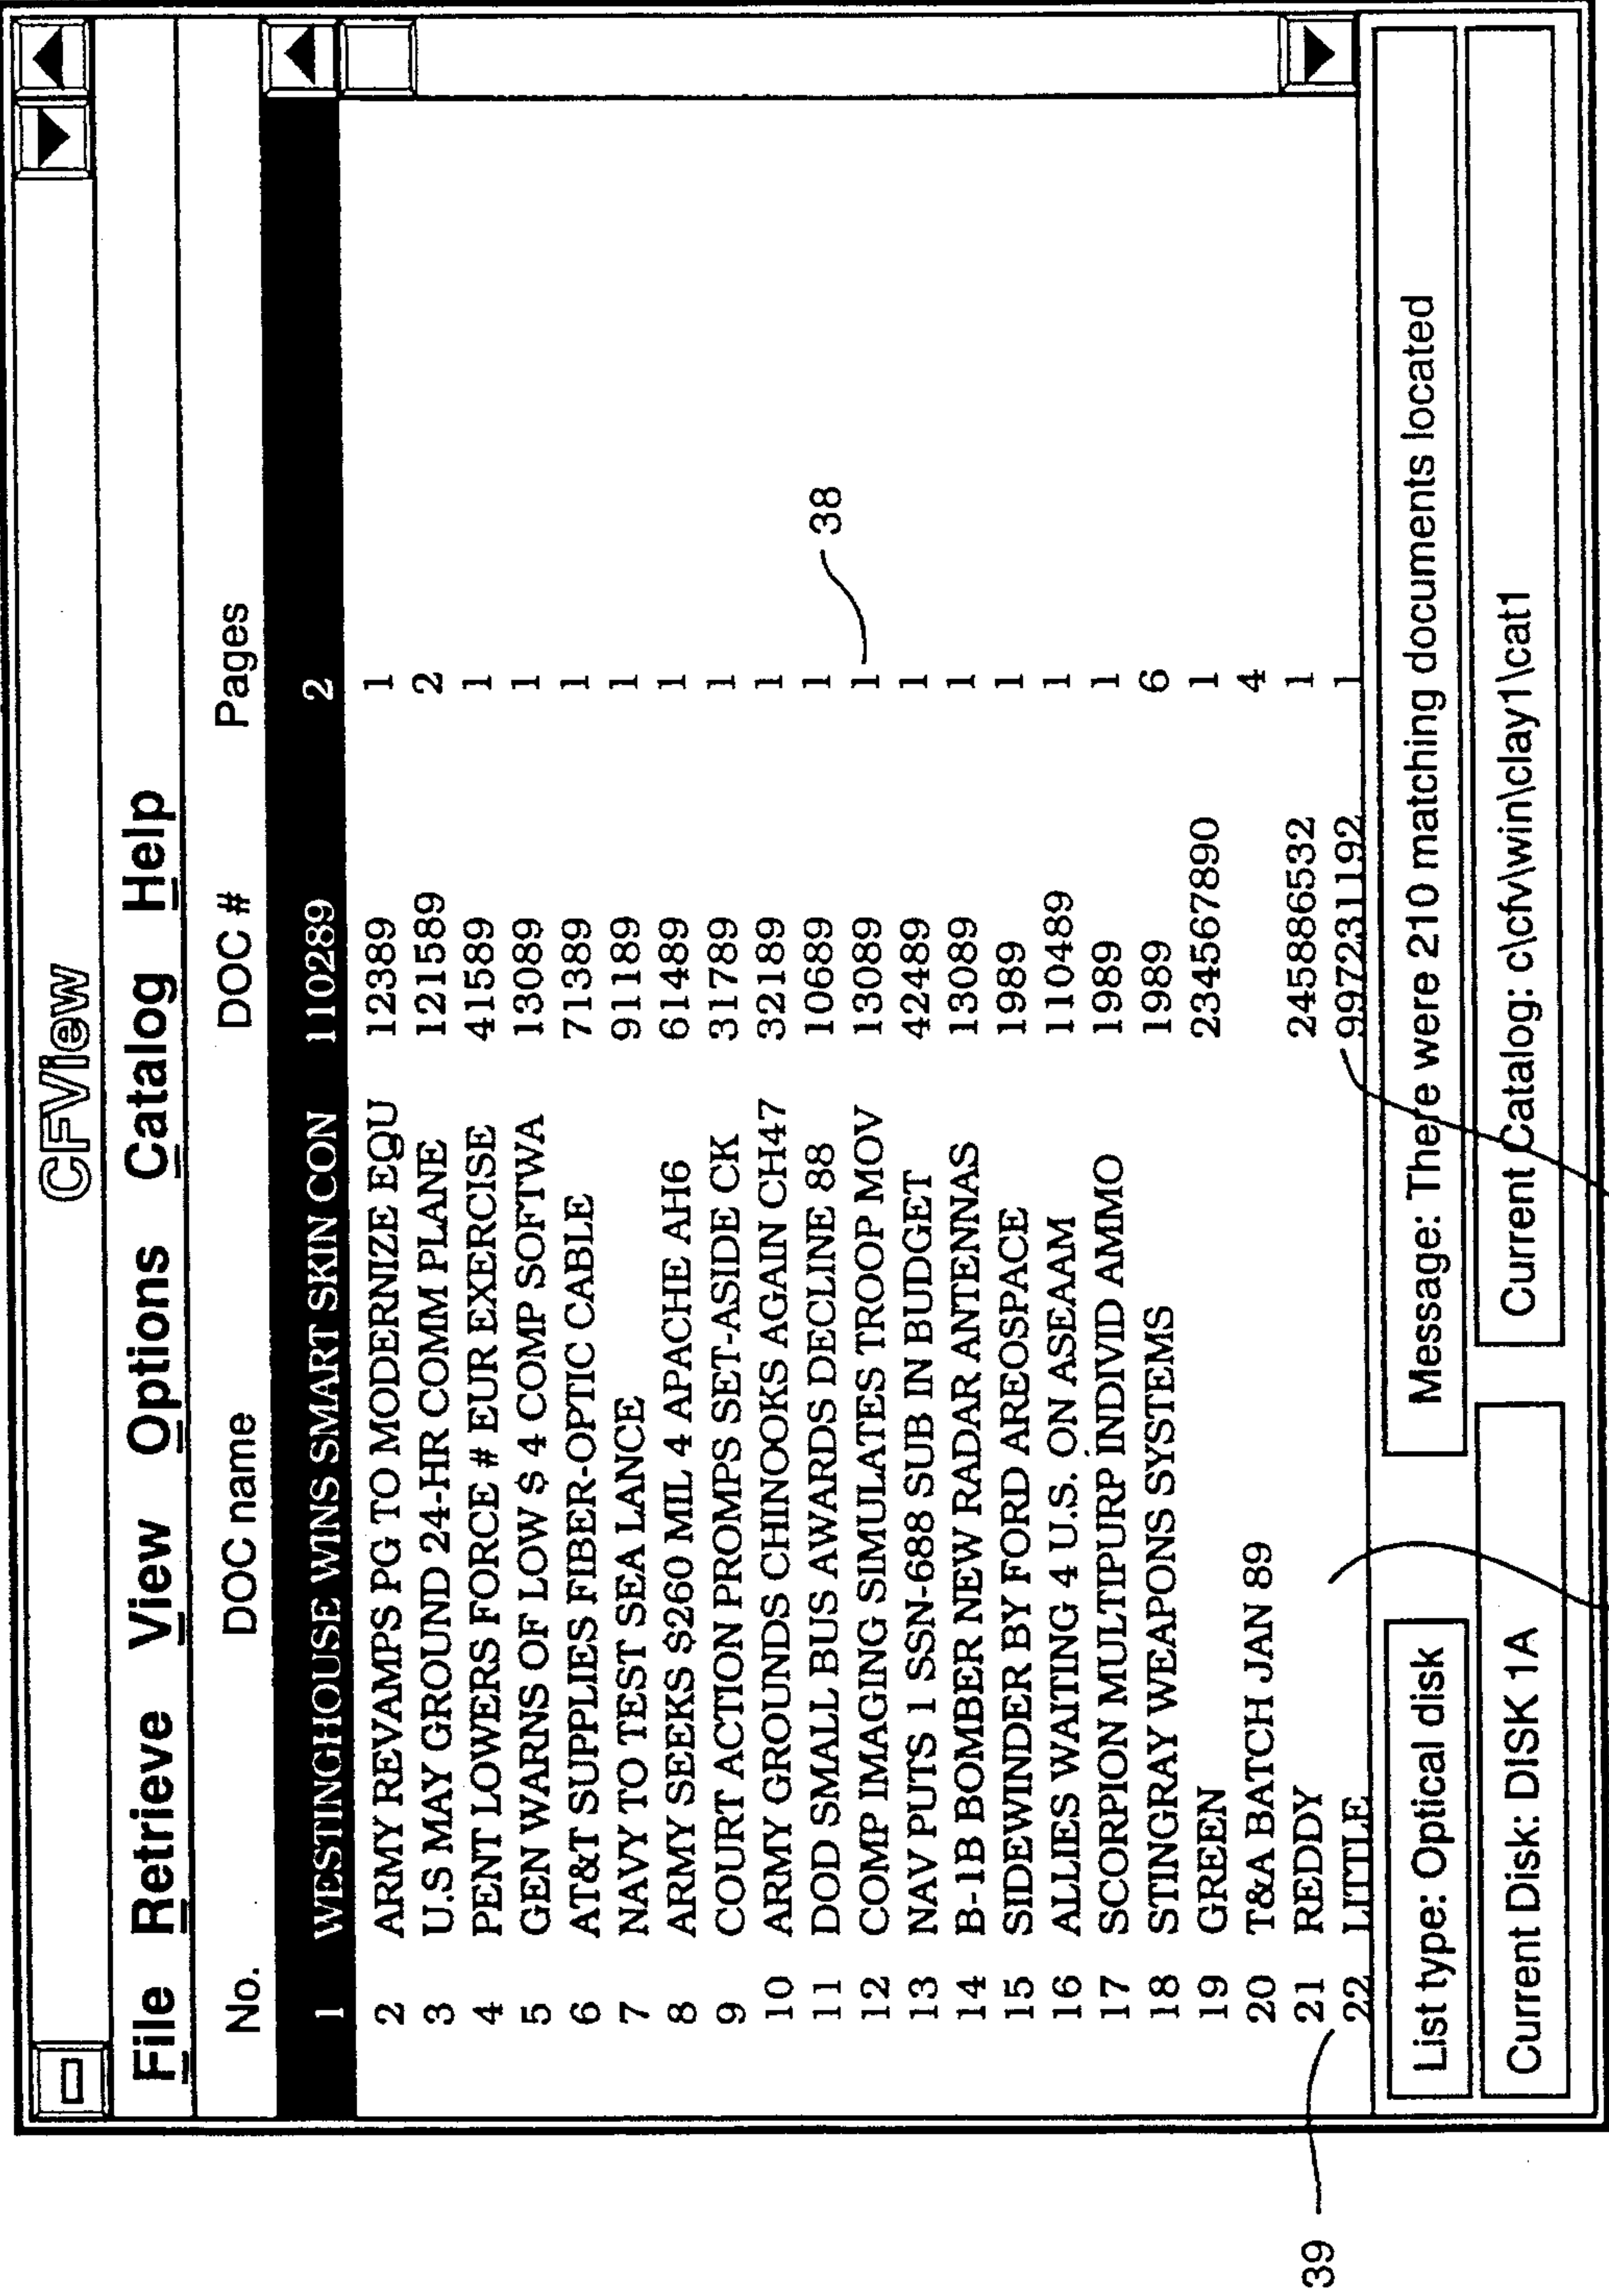 CFView
File Retrieve View Options Catalog Help
No. DOC name DOC # Pages
1 WESTINGHOUSE WINS SMART SKIN CON 110289 2
2 ARMY REVAMPS PG TO MODERNIZE EQU 12389 1
3 U.S MAY GROUND 24-HR COMM PLANE 121589 2
4 PENT LOWERS FORCE # EUR EXERCISE 41589 1
5 GEN WARNS OF LOW $ 4 COMP SOFTWA 13089 1
6 AT&T SUPPLIES FIBER-OPTIC CABLE 71389 1
7 NAVY TO TEST SEA LANCE 91189 1
8 ARMY SEEKS $260 MIL 4 APACHE AH6 61489 1
9 COURT ACTION PROMPS SET-ASIDE CK 31789 1
10 ARMY GROUNDS CHINOOKS AGAIN CH47 32189 1
11 DOD SMALL BUS AWARDS DECLINE 88 10689 1
12 COMP IMAGING SIMULATES TROOP MOV 13089 1
13 NAV PUTS 1 SSN-688 SUB IN BUDGET 42489 1
14 B-1B BOMBER NEW RADAR ANTENNAS 13089 1
15 SIDEWINDER BY FORD AREOSPACE 1989 1
16 ALLIES WAITING 4 U.S. ON ASEAAM 110489 1
17 SCORPION MULTIPURP INDIVID AMMO 1989 1
18 STINGRAY WEAPONS SYSTEMS 1989 6
19 GREEN 234567890 1
20 T&A BATCH JAN 89 4
21 REDDY 245886532 1
22 LITTLE 997231192 1
38
39
List type: Optical disk Message: There were 210 matching documents located
Current Disk: DISK 1A Current Catalog: c\cfv\win\clay1\cat1